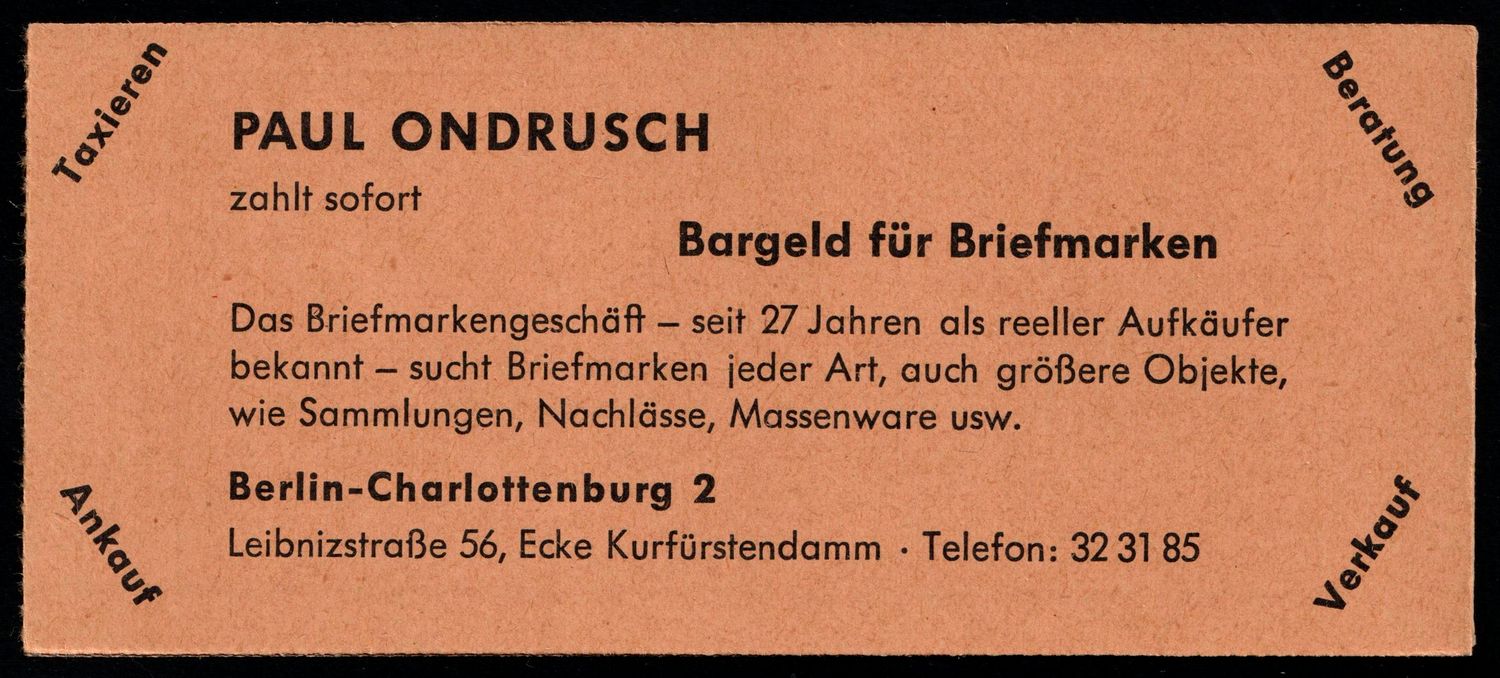 Taxieren
Beratung
PAUL ONDRUSCH
zahlt sofort
Bargeld für Briefmarken
Das Briefmarkengeschäft – seit 27 Jahren als reeller Aufkäufer
bekannt – sucht Briefmarken jeder Art, auch größere Objekte,
wie Sammlungen, Nachlässe, Massenware usw.
Berlin-Charlottenburg 2
Leibnizstraße 56, Ecke Kurfürstendamm · Telefon: 32 31 85
Ankauf
Verkauf